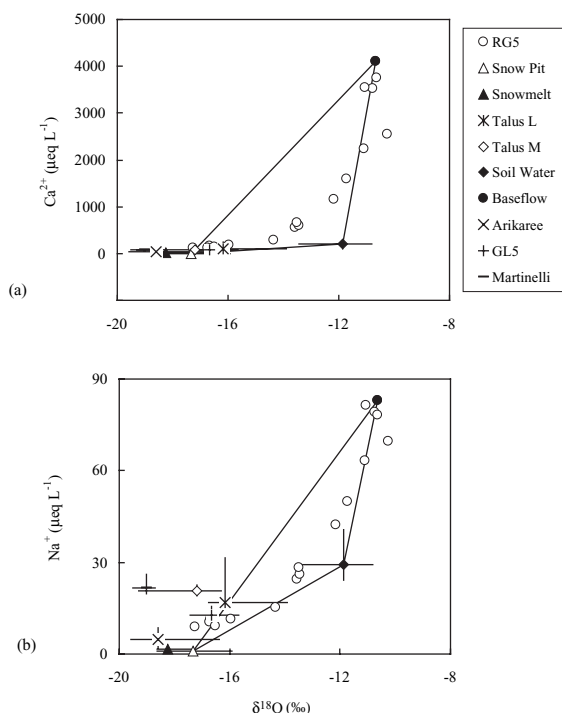 (a)
Ca²⁺ (µeq L⁻¹)
5000
4000
3000
2000
1000
0
-20 -16 -12 -8
RG5
Snow Pit
Snowmelt
Talus L
Talus M
Soil Water
Baseflow
Arikaree
GL5
Martinelli
(b)
Na⁺ (µeq L⁻¹)
90
60
30
0
-20 -16 -12 -8
δ¹⁸O (‰)